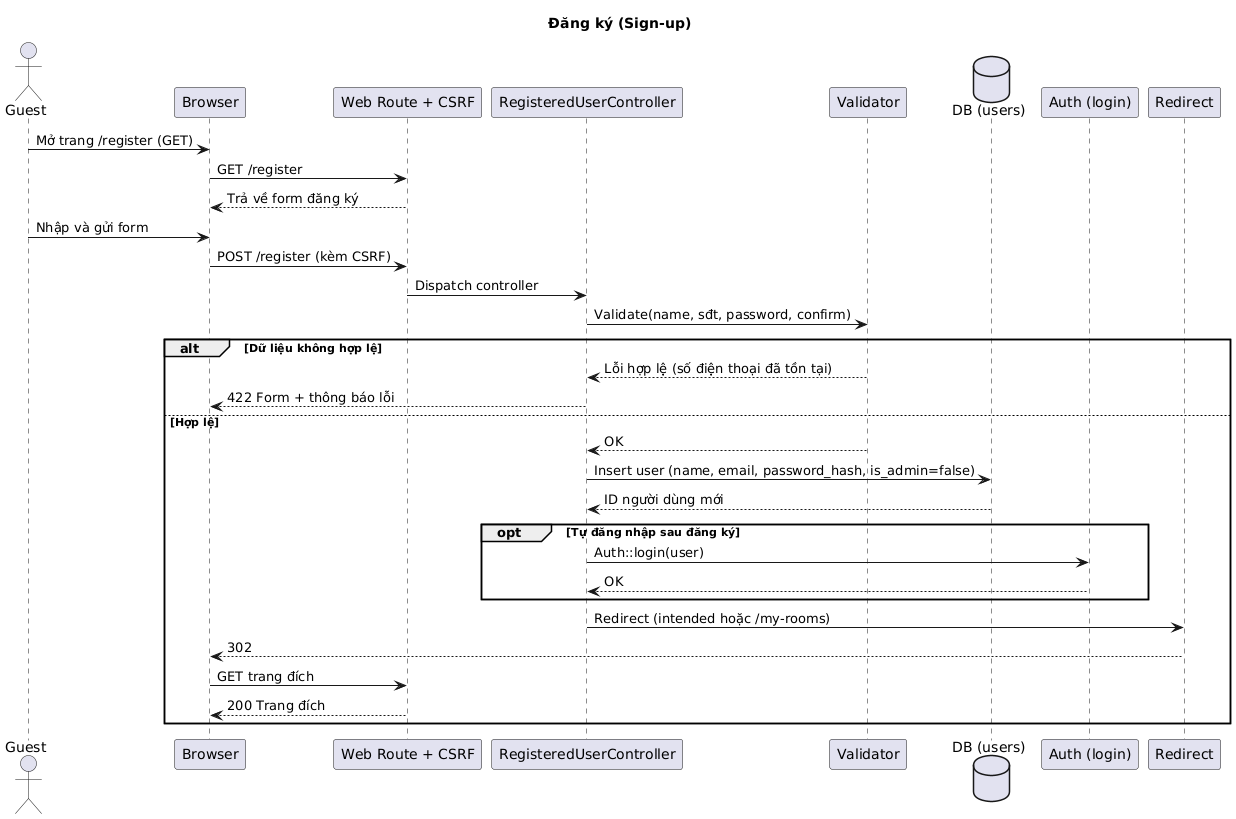 Đăng ký (Sign-up)
Guest
Browser
Web Route + CSRF
RegisteredUserController
Validator
DB (users)
Auth (login)
Redirect
Mở trang /register (GET)
GET /register
Trả về form đăng ký
Nhập và gửi form
POST /register (kèm CSRF)
Dispatch controller
Validate(name, sđt, password, confirm)
alt [Dữ liệu không hợp lệ]
Lỗi hợp lệ (số điện thoại đã tồn tại)
422 Form + thông báo lỗi
[Hợp lệ]
OK
Insert user (name, email, password_hash, is_admin=false)
ID người dùng mới
opt [Tự đăng nhập sau đăng ký]
Auth::login(user)
OK
Redirect (intended hoặc /my-rooms)
302
GET trang đích
200 Trang đích
Guest
Browser
Web Route + CSRF
RegisteredUserController
Validator
DB (users)
Auth (login)
Redirect